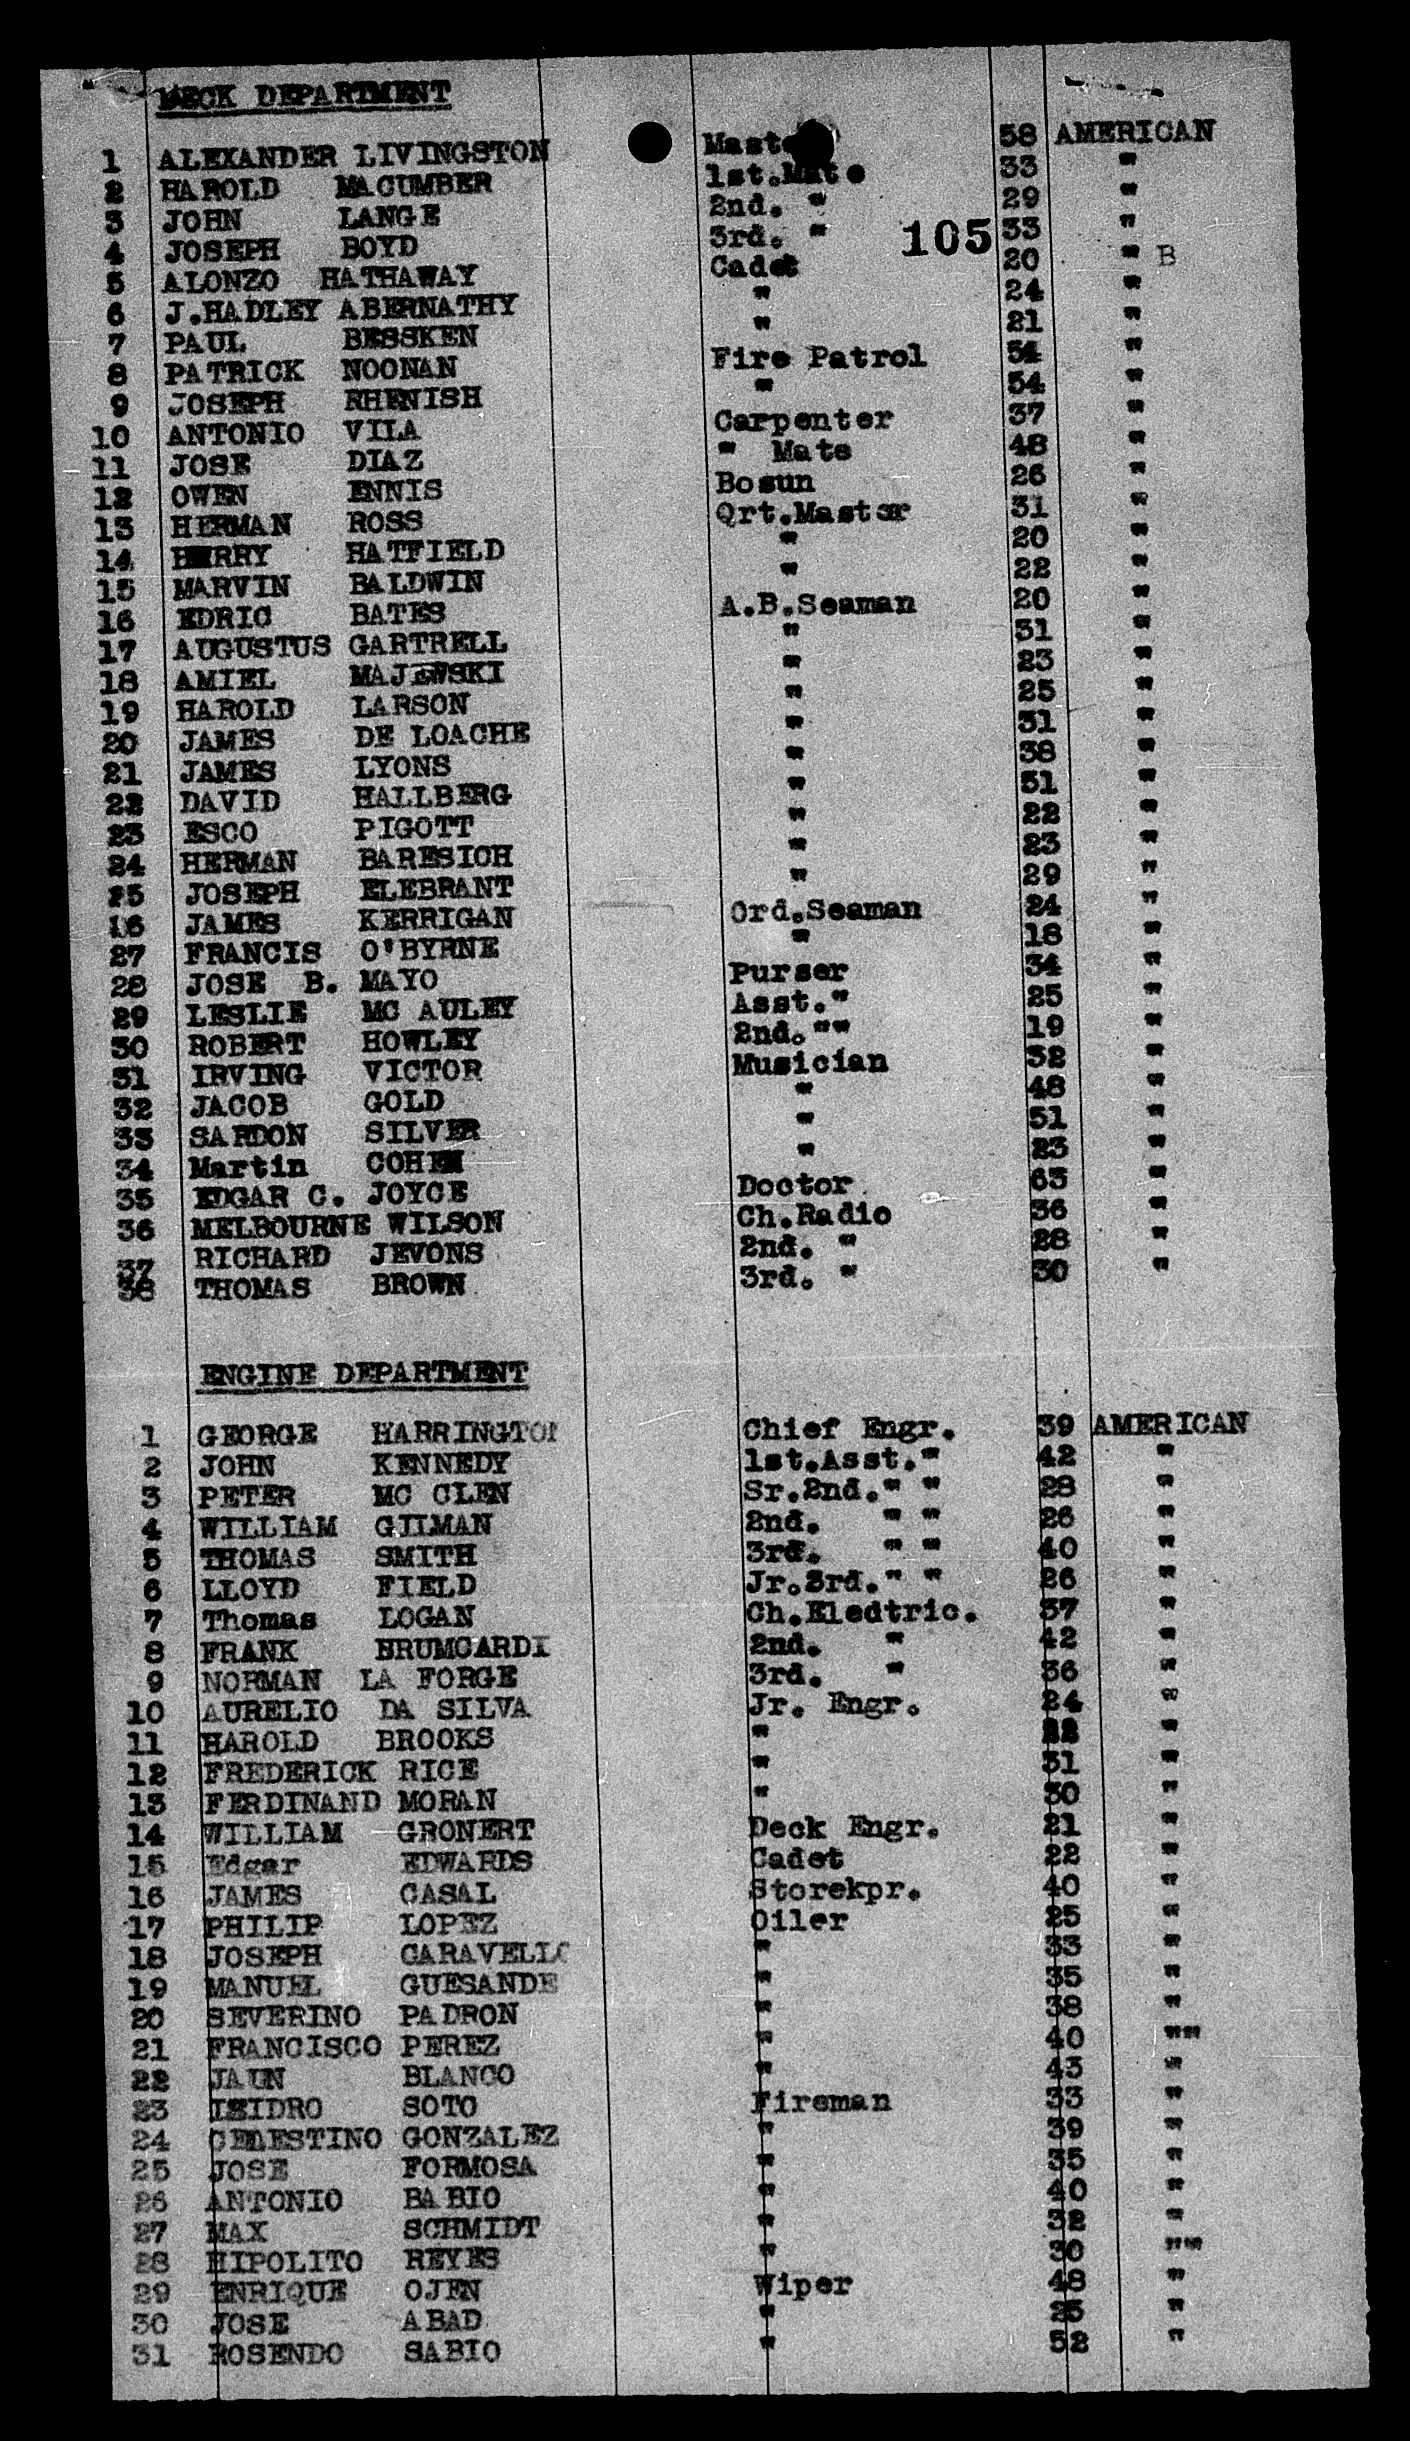 DECK DEPARTMENT
1 ALEXANDER LIVINGSTON Master 58 AMERICAN
2 HAROLD MACUMBER 1st.Mate 33 "
3 JOHN LANGE 2nd. " 29 "
4 JOSEPH BOYD 3rd. " 105 33 "
5 ALONZO HATHAWAY Cadet 20 " B
6 J.HADLEY ABERNATHY " 24 "
7 PAUL BESSKEN " 21 "
8 PATRICK NOONAN Fire Patrol 54 "
9 JOSEPH RHENISH " 54 "
10 ANTONIO VILA Carpenter 37 "
11 JOSE DIAZ " Mate 48 "
12 OWEN ENNIS Bosun 26 "
13 HERMAN ROSS Qrt.Master 31 "
14 HERRY HATFIELD " 20 "
15 MARVIN BALDWIN " 22 "
16 EDRIC BATES A.B.Seaman 20 "
17 AUGUSTUS GARTRELL " 31 "
18 AMIEL MAJEWSKI " 23 "
19 HAROLD LARSON " 25 "
20 JAMES DE LOACHE " 31 "
21 JAMES LYONS " 38 "
22 DAVID HALLBERG " 51 "
23 ESCO PIGOTT " 22 "
24 HERMAN BARESICH " 23 "
25 JOSEPH ELEBRANT " 29 "
26 JAMES KERRIGAN Ord.Seaman 24 "
27 FRANCIS O'BYRNE " 18 "
28 JOSE B. MAYO Purser 34 "
29 LESLIE MC AULEY Asst." 25 "
30 ROBERT HOWLEY 2nd."" 19 "
31 IRVING VICTOR Musician 32 "
32 JACOB GOLD " 48 "
33 SARDON SILVER " 51 "
34 Martin COHEN " 23 "
35 EDGAR C. JOYCE Doctor 63 "
36 MELBOURNE WILSON Ch.Radio 36 "
37 RICHARD JEVONS 2nd. " 28 "
38 THOMAS BROWN 3rd. " 30 "
ENGINE DEPARTMENT
1 GEORGE HARRINGTON Chief Engr. 39 AMERICAN
2 JOHN KENNEDY 1st.Asst." 42 "
3 PETER MC CLEN Sr.2nd." " 28 "
4 WILLIAM GILMAN 2nd. " " 26 "
5 THOMAS SMITH 3rd. " " 40 "
6 LLOYD FIELD Jr.3rd." " 26 "
7 Thomas LOGAN Ch.Eledtric. 37 "
8 FRANK BRUMCARDI 2nd. " 42 "
9 NORMAN LA FORGE 3rd. " 36 "
10 AURELIO DA SILVA Jr. Engr. 24 "
11 HAROLD BROOKS " 22 "
12 FREDERICK RICE " 31 "
13 FERDINAND MORAN " 30 "
14 WILLIAM GRONERT Deck Engr. 21 "
15 Edgar EDWARDS Cadet 22 "
16 JAMES CASAL Storekpr. 40 "
17 PHILIP LOPEZ Oiler 25 "
18 JOSEPH CARAVELLO " 33 "
19 MANUEL GUESANDE " 35 "
20 SEVERINO PADRON " 38 "
21 FRANCISCO PEREZ " 40 ""
22 JAUN BLANCO " 43 "
23 ISIDRO SOTO Fireman 33 "
24 CELESTINO GONZALEZ " 39 "
25 JOSE FORMOSA " 35 "
26 ANTONIO BABIO " 40 "
27 MAX SCHMIDT " 32 "
28 HIPOLITO REYES " 30 ""
29 ENRIQUE OJEN Wiper 48 "
30 JOSE ABAD " 25 "
31 ROSENDO SABIO " 52 "